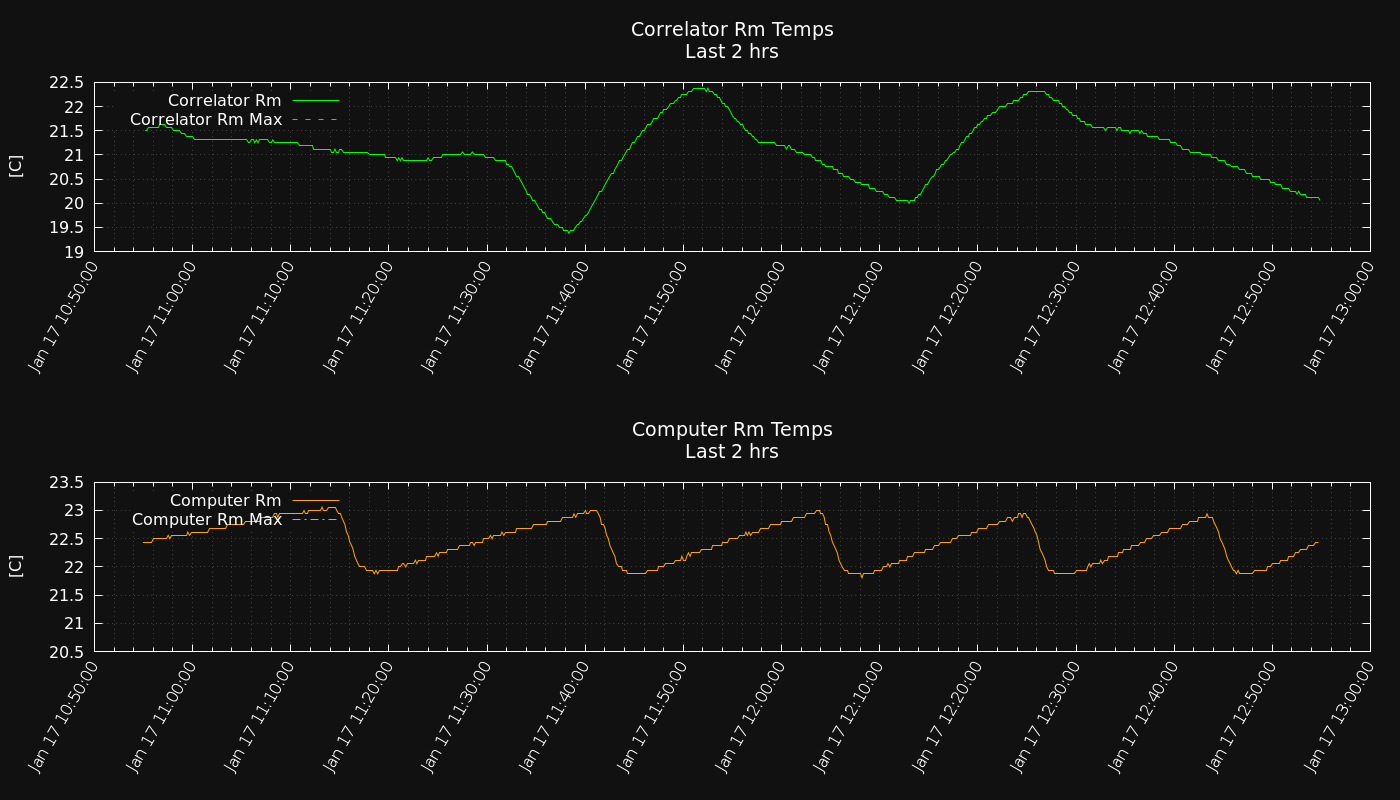 Correlator Rm Temps
Last 2 hrs
22.5
22
21.5
21
20.5
20
19.5
19
[C]
Correlator Rm
Correlator Rm Max
Jan 17 10:50:00
Jan 17 11:00:00
Jan 17 11:10:00
Jan 17 11:20:00
Jan 17 11:30:00
Jan 17 11:40:00
Jan 17 11:50:00
Jan 17 12:00:00
Jan 17 12:10:00
Jan 17 12:20:00
Jan 17 12:30:00
Jan 17 12:40:00
Jan 17 12:50:00
Jan 17 13:00:00
Computer Rm Temps
Last 2 hrs
23.5
23
22.5
22
21.5
21
20.5
[C]
Computer Rm
Computer Rm Max
Jan 17 10:50:00
Jan 17 11:00:00
Jan 17 11:10:00
Jan 17 11:20:00
Jan 17 11:30:00
Jan 17 11:40:00
Jan 17 11:50:00
Jan 17 12:00:00
Jan 17 12:10:00
Jan 17 12:20:00
Jan 17 12:30:00
Jan 17 12:40:00
Jan 17 12:50:00
Jan 17 13:00:00